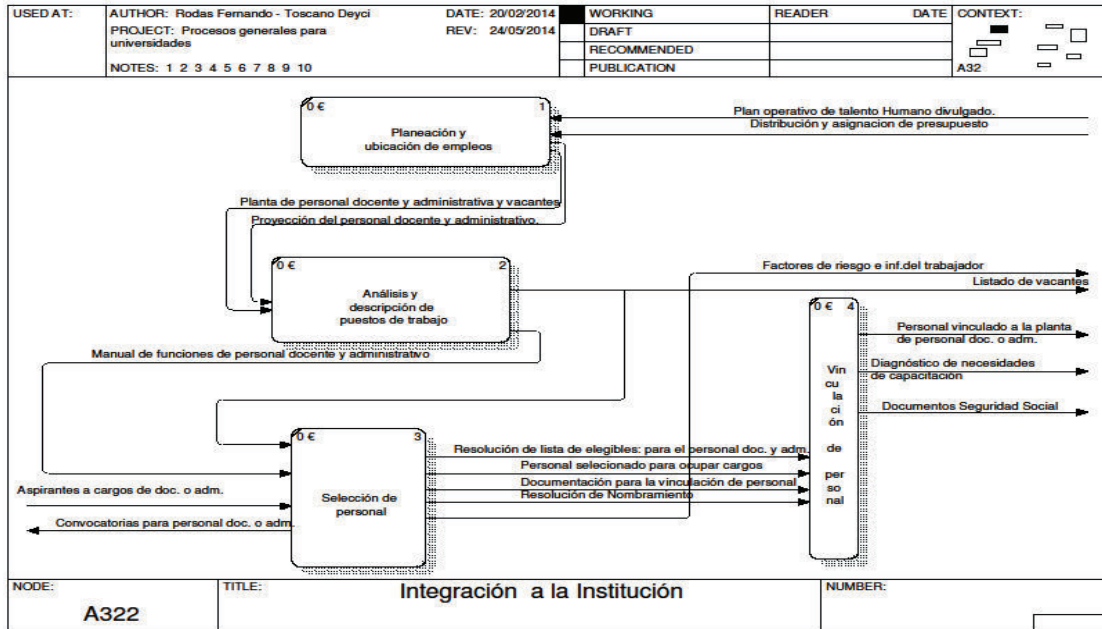 USED AT:
AUTHOR: Rodas Fernando - Toscano Deyci
DATE: 20/02/2014
PROJECT: Procesos generales para
universidades
REV: 24/05/2014
NOTES: 1 2 3 4 5 6 7 8 9 10
WORKING
DRAFT
RECOMMENDED
PUBLICATION
READER
DATE
CONTEXT:
A32
0 €
1
Planeación y
ubicación de empleos
Plan operativo de talento Humano divulgado.
Distribución y asignacion de presupuesto
Planta de personal docente y administrativa y vacantes
Proyección del personal docente y administrativo.
0 €
2
Análisis y
descripción de
puestos de trabajo
Factores de riesgo e inf.del trabajador
Listado de vacantes
Manual de funciones de personal docente y administrativo
0 €
4
Vin
cu
la
ci
ón
de
per
so
nal
Personal vinculado a la planta
de personal doc. o adm.
Diagnóstico de necesidades
de capacitación
Documentos Seguridad Social
0 €
3
Selección de
personal
Resolución de lista de elegibles: para el personal doc. y adm.
Personal selecionado para ocupar cargos
Documentación para la vinculación de personal
Resolución de Nombramiento
Aspirantes a cargos de doc. o adm.
Convocatorias para personal doc. o adm.
NODE:
A322
TITLE:
Integración a la Institución
NUMBER: